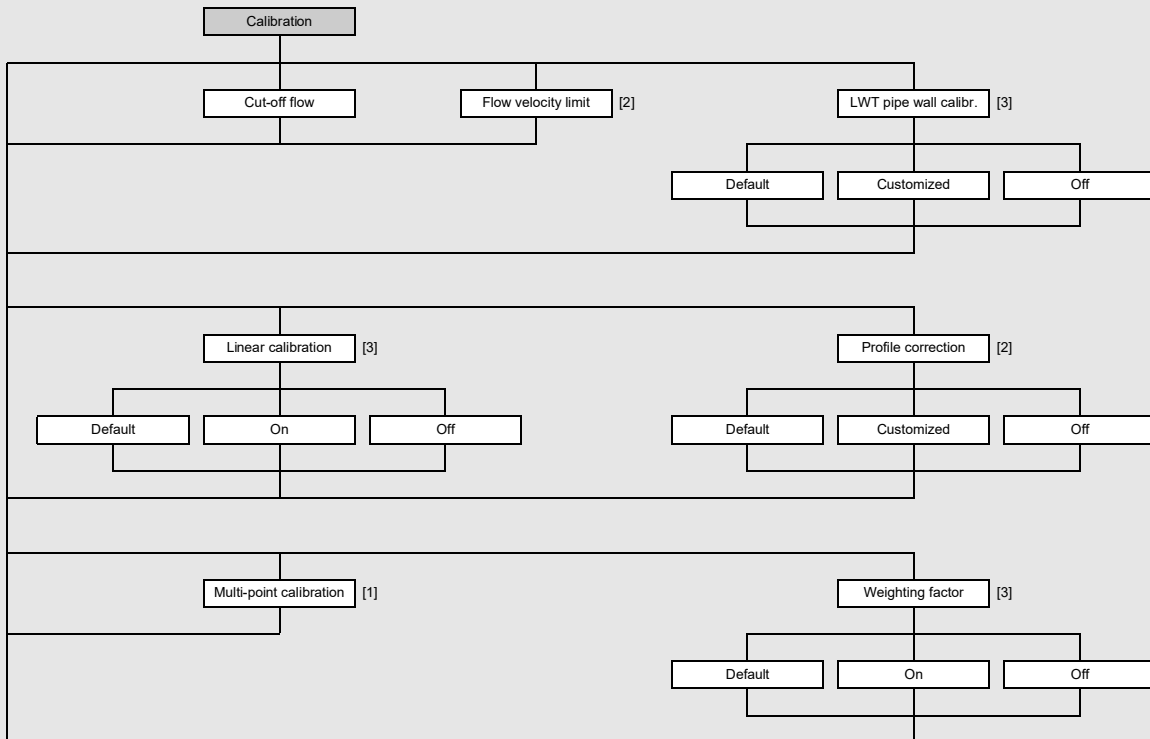 Calibration
Cut-off flow
Flow velocity limit [2]
LWT pipe wall calibr. [3]
Default
Customized
Off
Linear calibration [3]
Profile correction [2]
Default
On
Off
Default
Customized
Off
Multi-point calibration [1]
Weighting factor [3]
Default
On
Off